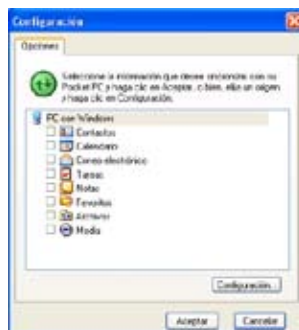 Configuración
Opciones
Seleccione la información que desee sincronizar con su
Pocket PC y haga clic en Aceptar, o bien, elija un origen
y haga clic en Configuración.
PC con Windows
Contactos
Calendario
Correo electrónico
Tareas
Notas
Favoritos
Archivos
Media
Configuración...
Aceptar
Cancelar